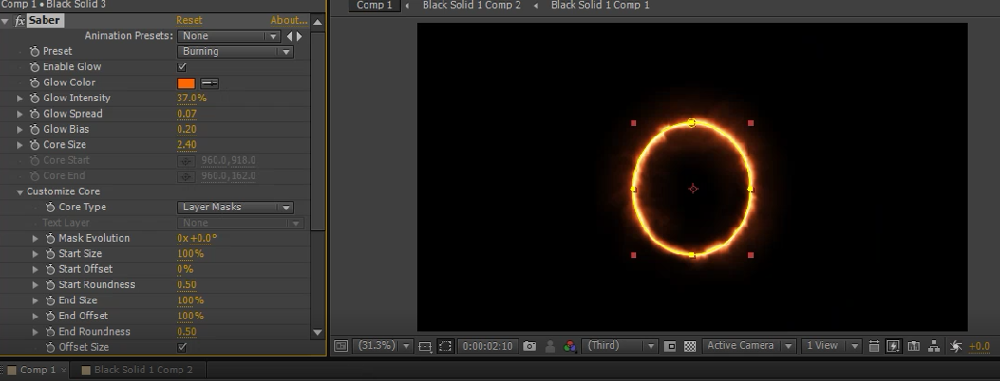 Comp 1 • Black Solid 3
fx Saber Reset About...
Animation Presets: None
Preset Burning
Enable Glow
Glow Color
Glow Intensity 37.0%
Glow Spread 0.07
Glow Bias 0.20
Core Size 2.40
Core Start 960.0,918.0
Core End 960.0,162.0
Customize Core
Core Type Layer Masks
Text Layer None
Mask Evolution 0x+0.0°
Start Size 100%
Start Offset 0%
Start Roundness 0.50
End Size 100%
End Offset 100%
End Roundness 0.50
Offset Size
Comp 1 Black Solid 1 Comp 2 Black Solid 1 Comp 1
(31.3%) 0:00:02:10 (Third) Active Camera 1 View +0.0
Comp 1 × Black Solid 1 Comp 2